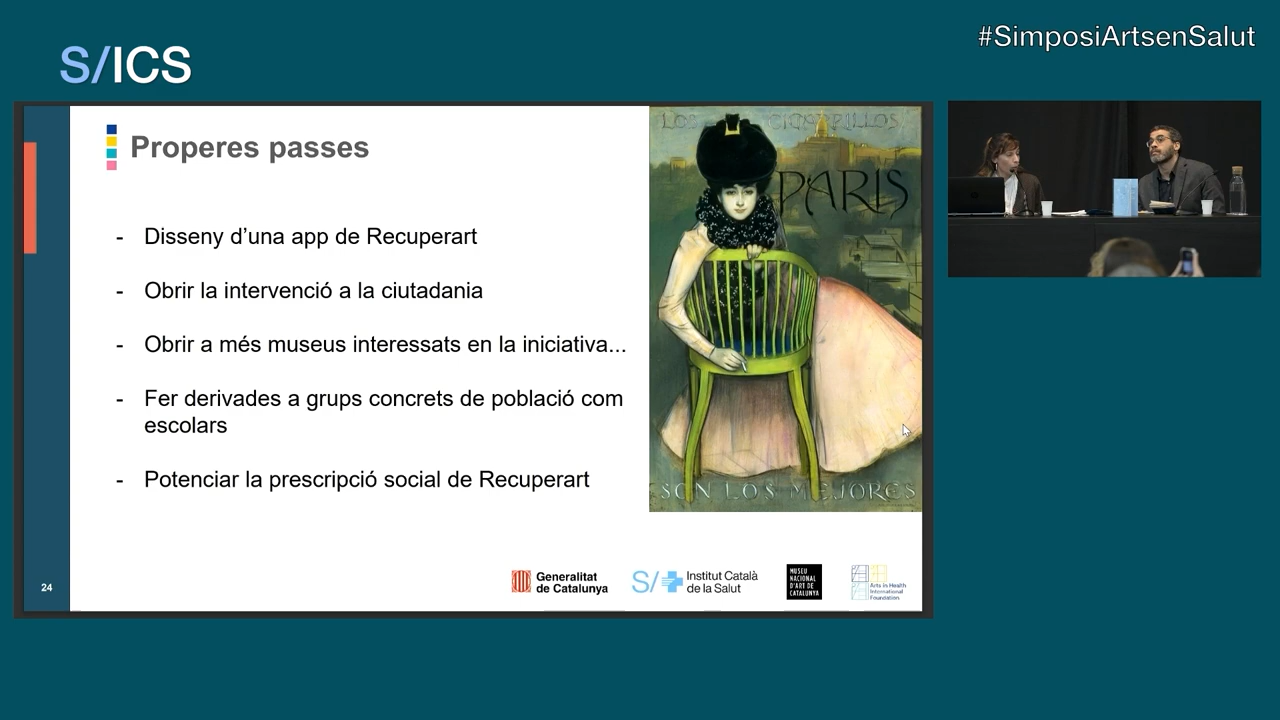 #SimposiArtsenSalut
S/ICS
Properes passes
- Disseny d’una app de Recuperart
- Obrir la intervenció a la ciutadania
- Obrir a més museus interessats en la iniciativa...
- Fer derivades a grups concrets de població com
escolars
- Potenciar la prescripció social de Recuperart
LOS CIGARRILLOS
PARIS
SON LOS MEJORES
24
Generalitat
de Catalunya
S/
Institut Català
de la Salut
MUSEU
NACIONAL
D'ART DE
CATALUNYA
Arts in Health
International
Foundation